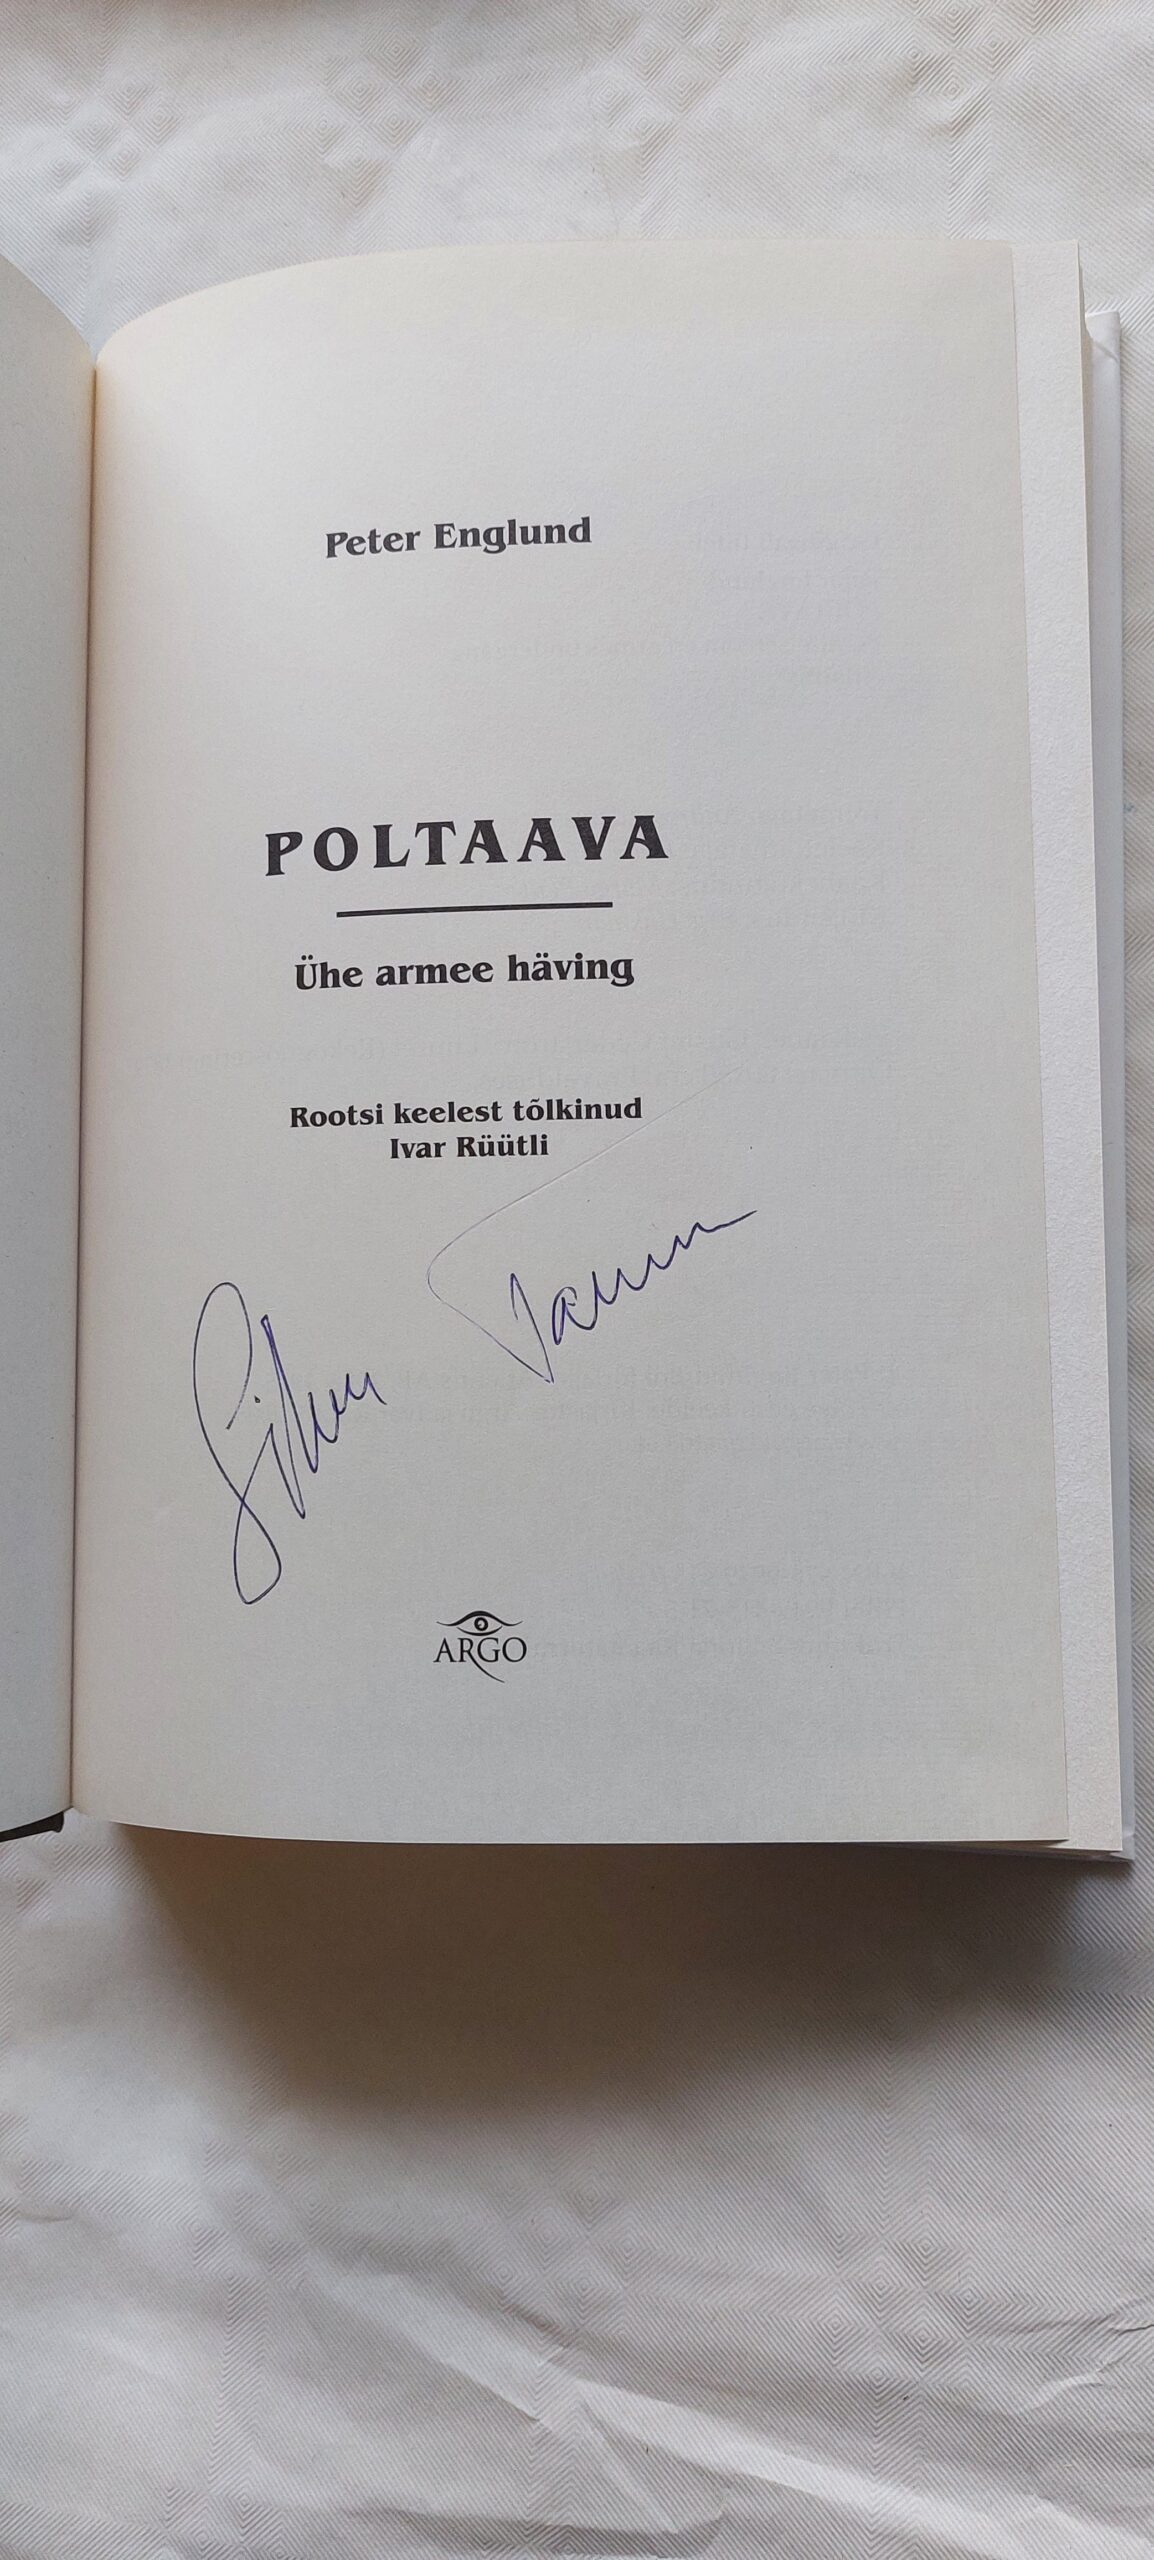 Peter Englund
POLTAAVA
Ühe armee häving
Rootsi keelest tõlkinud
Ivar Rüütli
ARGO